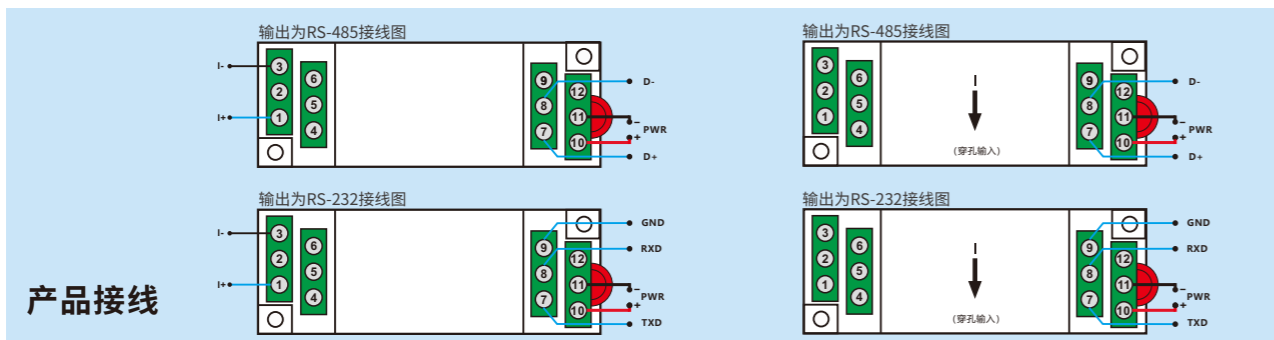 输出为RS-485接线图
I-
I+
3
2
1
6
5
4
9
8
7
12
11
10
D-
−
PWR
+
D+
输出为RS-485接线图
3
2
1
6
5
4
I
(穿孔输入)
9
8
7
12
11
10
D-
−
PWR
+
D+
输出为RS-232接线图
I-
I+
3
2
1
6
5
4
9
8
7
12
11
10
GND
RXD
−
PWR
+
TXD
输出为RS-232接线图
3
2
1
6
5
4
I
(穿孔输入)
9
8
7
12
11
10
GND
RXD
−
PWR
+
TXD
产品接线